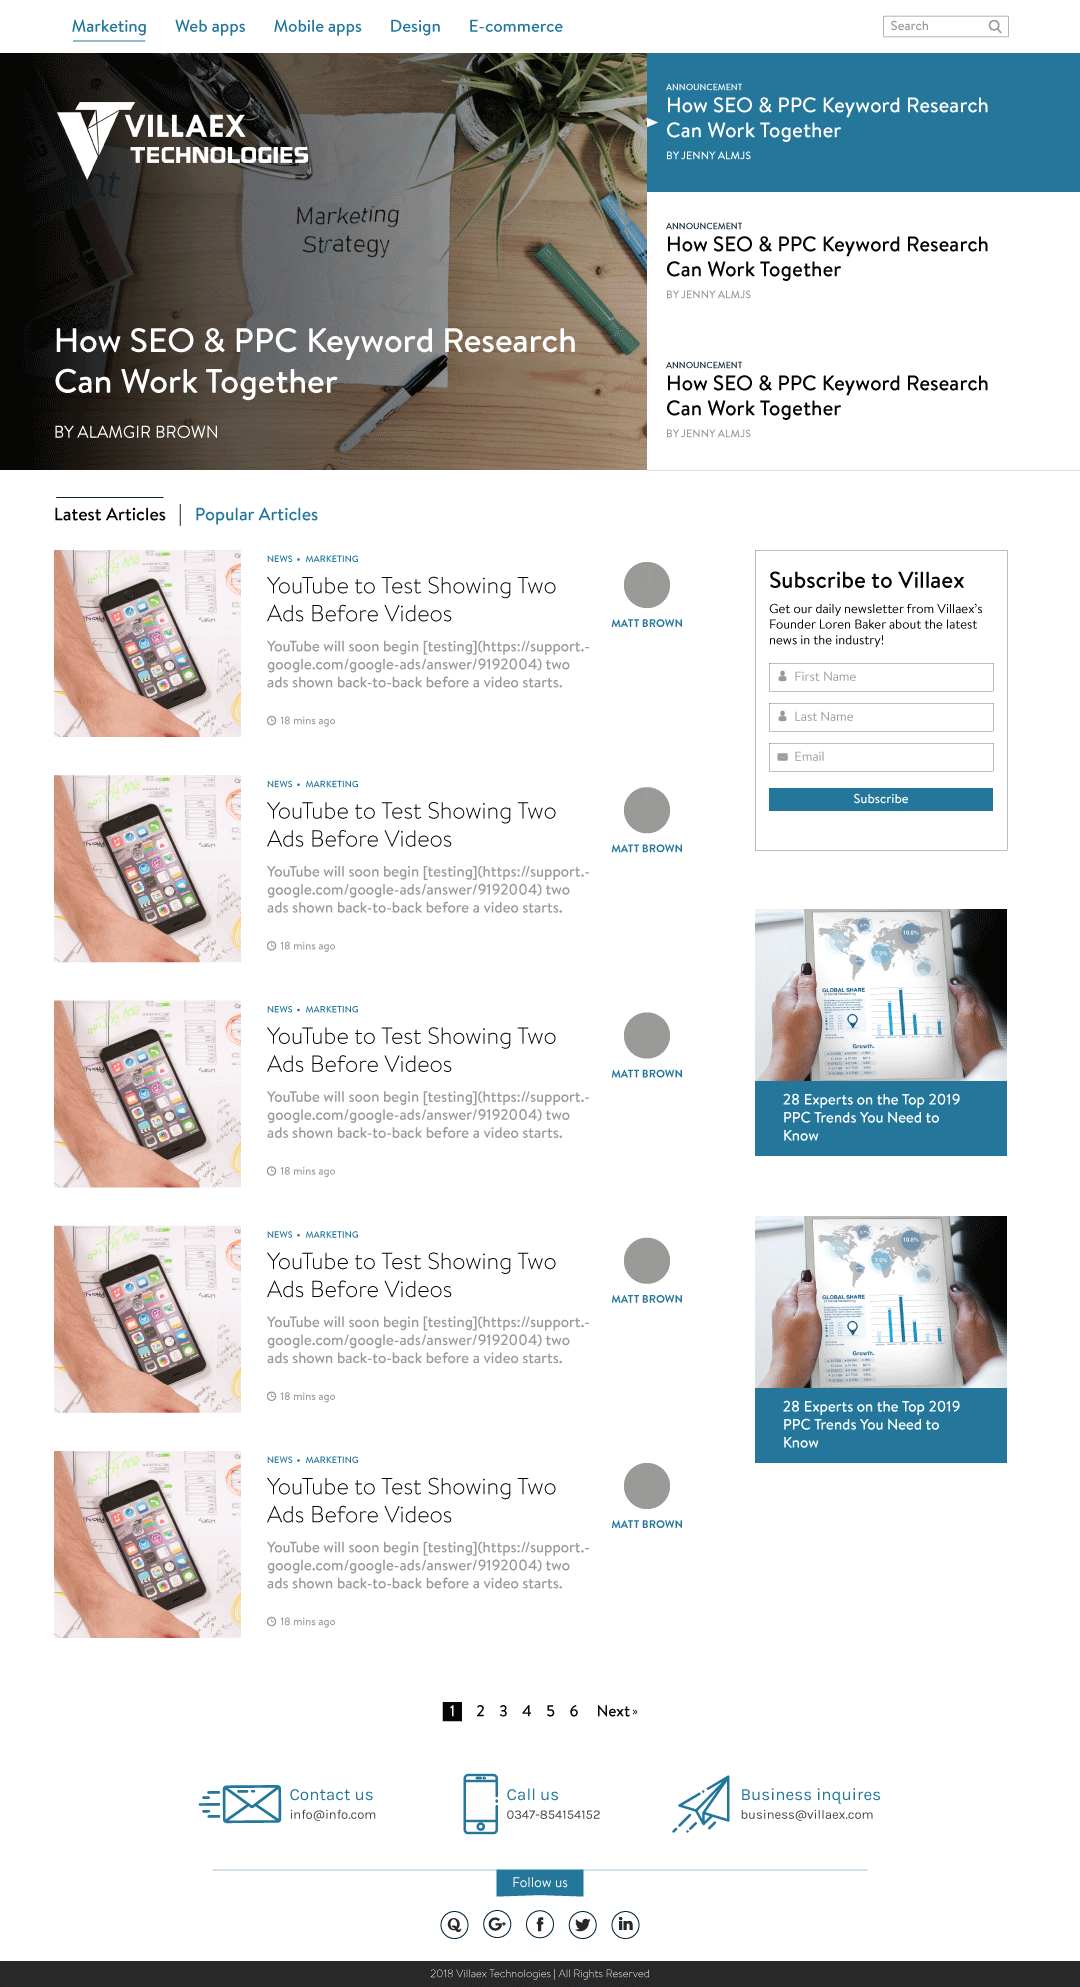 Marketing Web apps Mobile apps Design E-commerce
Search
VILLAEX
TECHNOLOGIES
Marketing
Strategy
How SEO & PPC Keyword Research
Can Work Together
BY ALAMGIR BROWN
ANNOUNCEMENT
How SEO & PPC Keyword Research
Can Work Together
BY JENNY ALMJS
ANNOUNCEMENT
How SEO & PPC Keyword Research
Can Work Together
BY JENNY ALMJS
ANNOUNCEMENT
How SEO & PPC Keyword Research
Can Work Together
BY JENNY ALMJS
Latest Articles | Popular Articles
NEWS • MARKETING
YouTube to Test Showing Two
Ads Before Videos
YouTube will soon begin [testing](https://support.-
google.com/google-ads/answer/9192004) two
ads shown back-to-back before a video starts.
18 mins ago
MATT BROWN
NEWS • MARKETING
YouTube to Test Showing Two
Ads Before Videos
YouTube will soon begin [testing](https://support.-
google.com/google-ads/answer/9192004) two
ads shown back-to-back before a video starts.
18 mins ago
MATT BROWN
NEWS • MARKETING
YouTube to Test Showing Two
Ads Before Videos
YouTube will soon begin [testing](https://support.-
google.com/google-ads/answer/9192004) two
ads shown back-to-back before a video starts.
18 mins ago
MATT BROWN
NEWS • MARKETING
YouTube to Test Showing Two
Ads Before Videos
YouTube will soon begin [testing](https://support.-
google.com/google-ads/answer/9192004) two
ads shown back-to-back before a video starts.
18 mins ago
MATT BROWN
NEWS • MARKETING
YouTube to Test Showing Two
Ads Before Videos
YouTube will soon begin [testing](https://support.-
google.com/google-ads/answer/9192004) two
ads shown back-to-back before a video starts.
18 mins ago
MATT BROWN
Subscribe to Villaex
Get our daily newsletter from Villaex's
Founder Loren Baker about the latest
news in the industry!
First Name
Last Name
Email
Subscribe
10.8%
7.2%
GLOBAL SHARE
Growth.
28 Experts on the Top 2019
PPC Trends You Need to
Know
10.8%
7.2%
GLOBAL SHARE
Growth.
28 Experts on the Top 2019
PPC Trends You Need to
Know
1 2 3 4 5 6 Next »
Contact us
info@info.com
Call us
0347-854154152
Business inquires
business@villaex.com
Follow us
2018 Villaex Technologies | All Rights Reserved